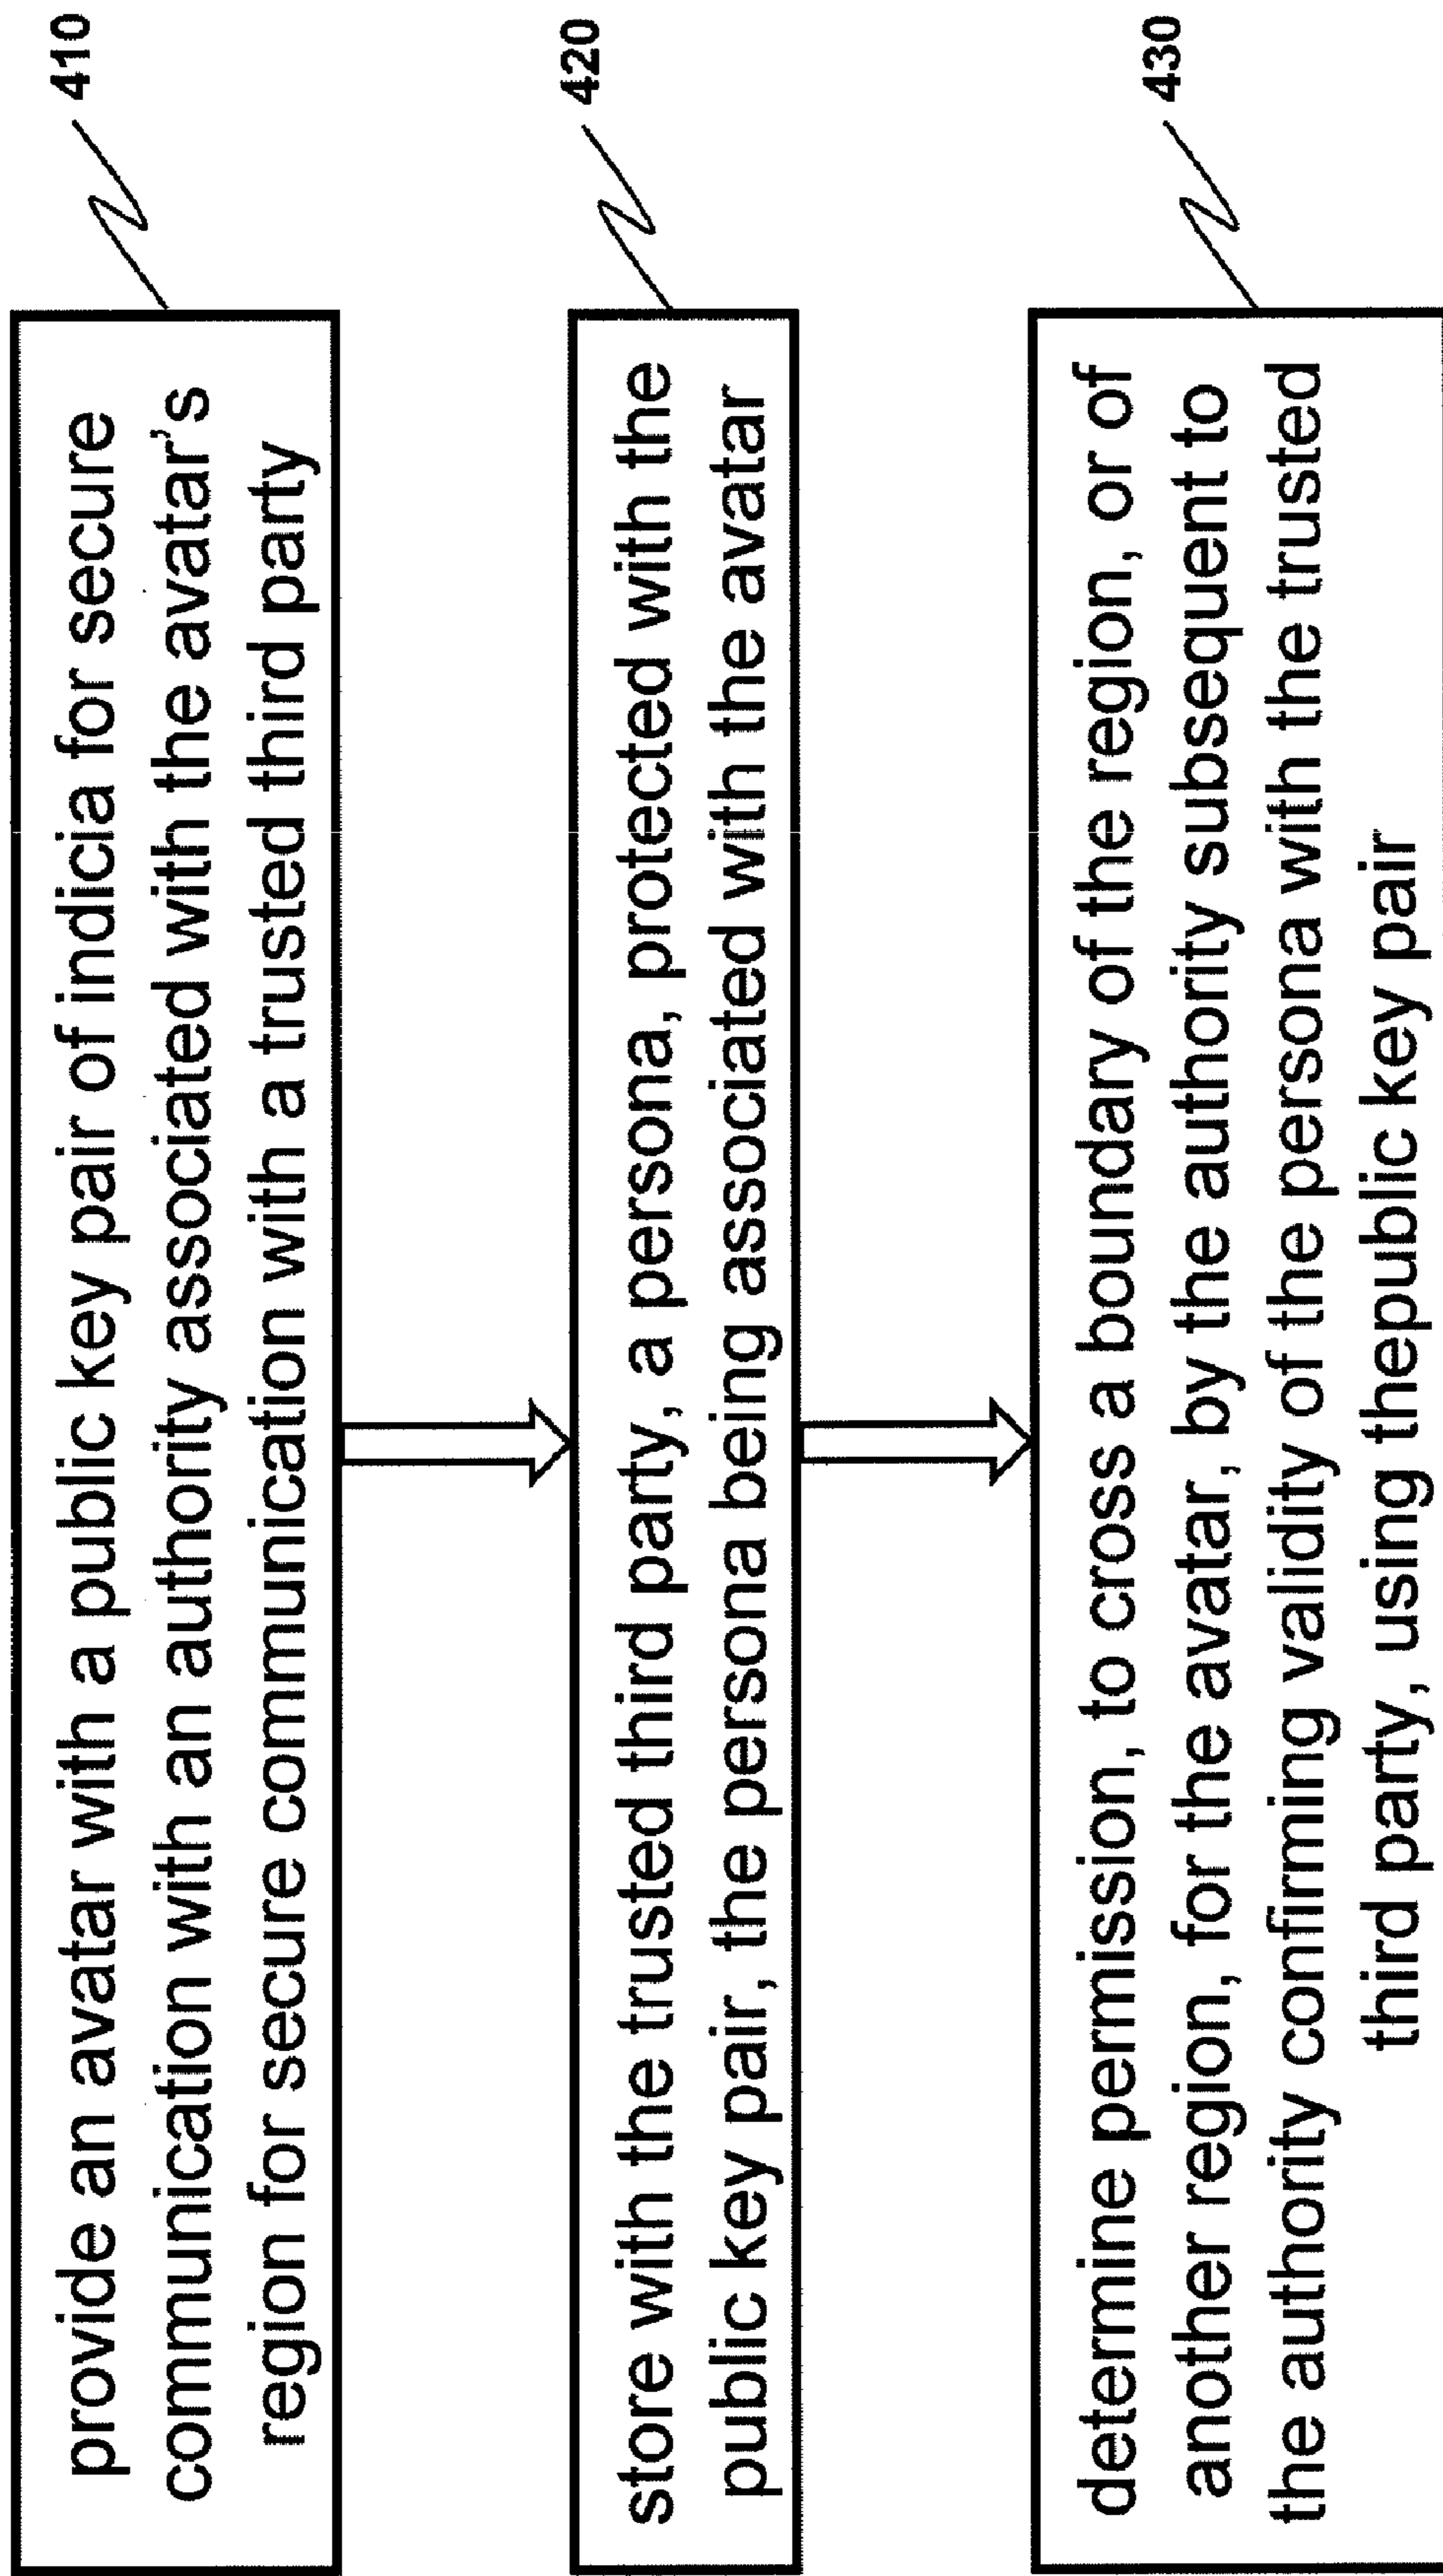 provide an avatar with a public key pair of indicia for secure
communication with an authority associated with the avatar's
region for secure communication with a trusted third party
410
store with the trusted third party, a persona, protected with the
public key pair, the persona being associated with the avatar
420
determine permission, to cross a boundary of the region, or of
another region, for the avatar, by the authority subsequent to
the authority confirming validity of the persona with the trusted
third party, using thepublic key pair
430